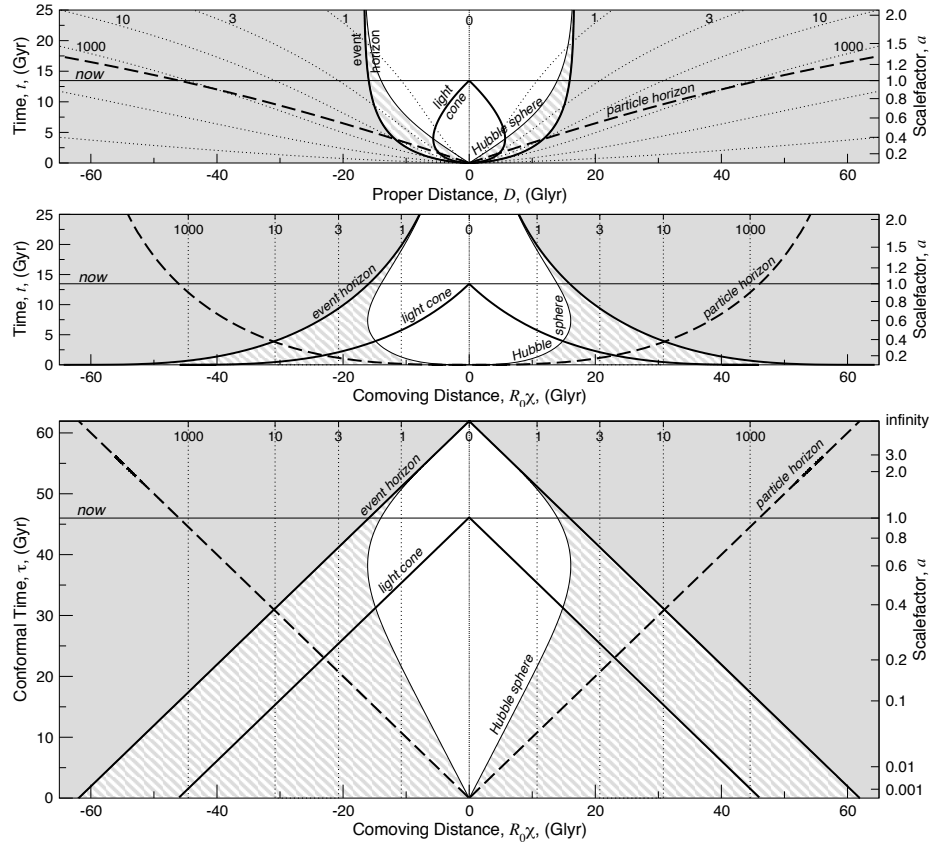 25
20
15
10
5
0
Time, t, (Gyr)
10 3 1 0 1 3 10
1000 1000
now
event
horizon
light
cone
Hubble sphere
particle horizon
2.0
1.5
1.2
1.0
0.8
0.6
0.4
0.2
Scalefactor, a
-60 -40 -20 0 20 40 60
Proper Distance, D, (Glyr)
25
20
15
10
5
0
Time, t, (Gyr)
1000 10 3 1 0 1 3 10 1000
now
event horizon
light cone
Hubble sphere
particle horizon
2.0
1.5
1.2
1.0
0.8
0.6
0.4
0.2
Scalefactor, a
-60 -40 -20 0 20 40 60
Comoving Distance, R₀χ, (Glyr)
60
50
40
30
20
10
0
Conformal Time, τ, (Gyr)
1000 10 3 1 0 1 3 10 1000
now
event horizon
light cone
Hubble sphere
particle horizon
infinity
3.0
2.0
1.0
0.8
0.6
0.4
0.2
0.1
0.01
0.001
Scalefactor, a
-60 -40 -20 0 20 40 60
Comoving Distance, R₀χ, (Glyr)